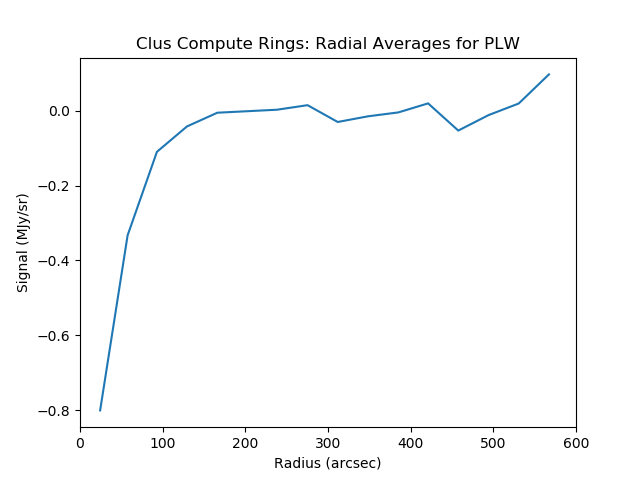 Clus Compute Rings: Radial Averages for PLW
0.0
−0.2
−0.4
−0.6
−0.8
Signal (MJy/sr)
0 100 200 300 400 500 600
Radius (arcsec)